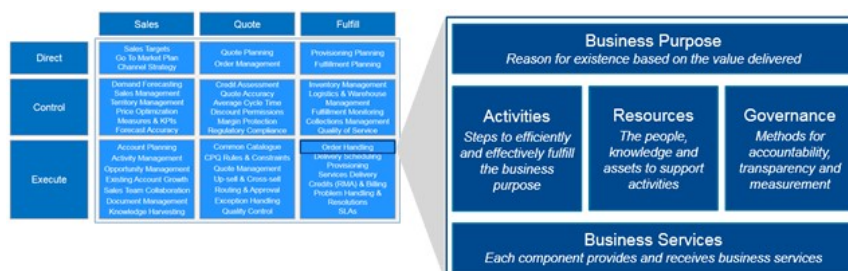 Sales
Quote
Fulfill
Direct
Sales Targets
Go To Market Plan
Channel Strategy
Quote Planning
Order Management
Provisioning Planning
Fulfillment Planning
Control
Demand Forecasting
Sales Management
Territory Management
Price Optimization
Measures & KPIs
Forecast Accuracy
Credit Assessment
Quote Accuracy
Average Cycle Time
Discount Permissions
Margin Protection
Regulatory Compliance
Inventory Management
Logistics & Warehouse
Management
Fulfillment Monitoring
Collections Management
Quality of Service
Execute
Account Planning
Activity Management
Opportunity Management
Existing Account Growth
Sales Team Collaboration
Document Management
Knowledge Harvesting
Common Catalogue
CPQ Rules & Constraints
Quote Management
Up-sell & Cross-sell
Routing & Approval
Exception Handling
Quality Control
Order Handling
Delivery Scheduling
Provisioning
Services Delivery
Credits (RMA) & Billing
Problem Handling &
Resolutions
SLAs
Business Purpose
Reason for existence based on the value delivered
Activities
Steps to efficiently
and effectively fulfill
the business
purpose
Resources
The people,
knowledge and
assets to support
activities
Governance
Methods for
accountability,
transparency and
measurement
Business Services
Each component provides and receives business services